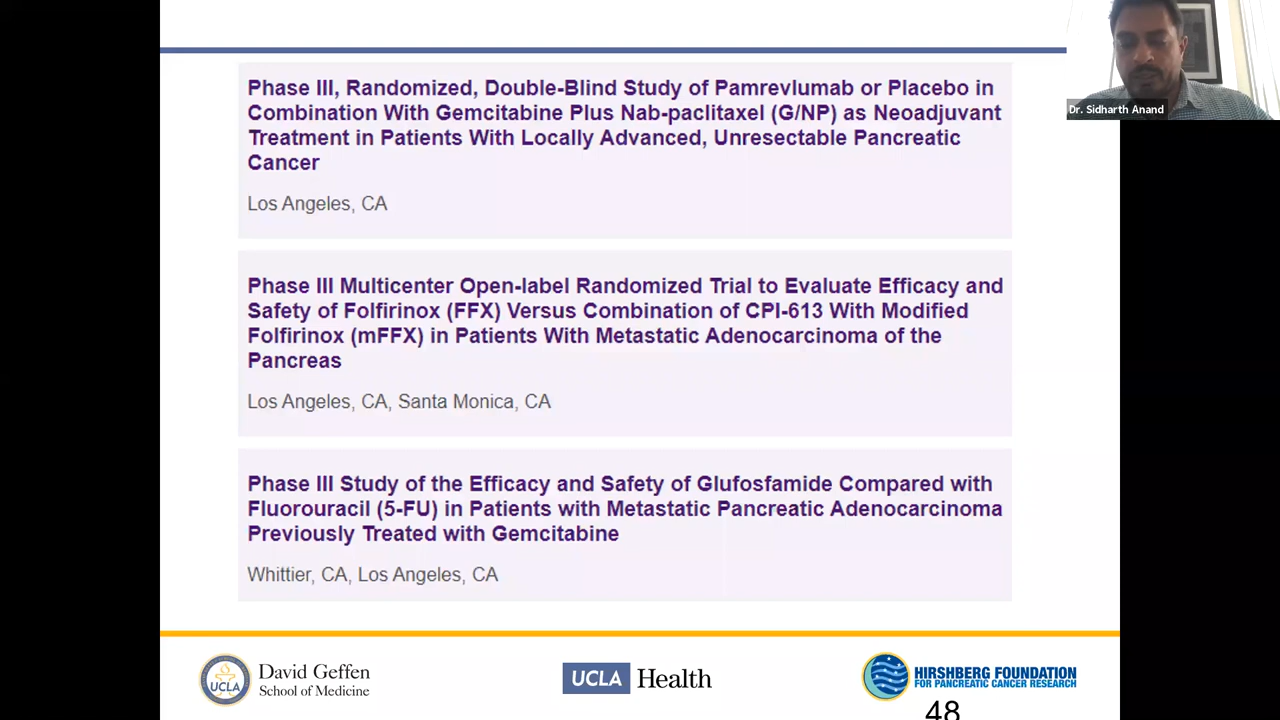 Phase III, Randomized, Double-Blind Study of Pamrevlumab or Placebo in
Combination With Gemcitabine Plus Nab-paclitaxel (G/NP) as Neoadjuvant
Treatment in Patients With Locally Advanced, Unresectable Pancreatic
Cancer
Los Angeles, CA
Dr. Sidharth Anand
Phase III Multicenter Open-label Randomized Trial to Evaluate Efficacy and
Safety of Folfirinox (FFX) Versus Combination of CPI-613 With Modified
Folfirinox (mFFX) in Patients With Metastatic Adenocarcinoma of the
Pancreas
Los Angeles, CA, Santa Monica, CA
Phase III Study of the Efficacy and Safety of Glufosfamide Compared with
Fluorouracil (5-FU) in Patients with Metastatic Pancreatic Adenocarcinoma
Previously Treated with Gemcitabine
Whittier, CA, Los Angeles, CA
UCLA
David Geffen
School of Medicine
UCLA Health
HIRSHBERG FOUNDATION
FOR PANCREATIC CANCER RESEARCH
48